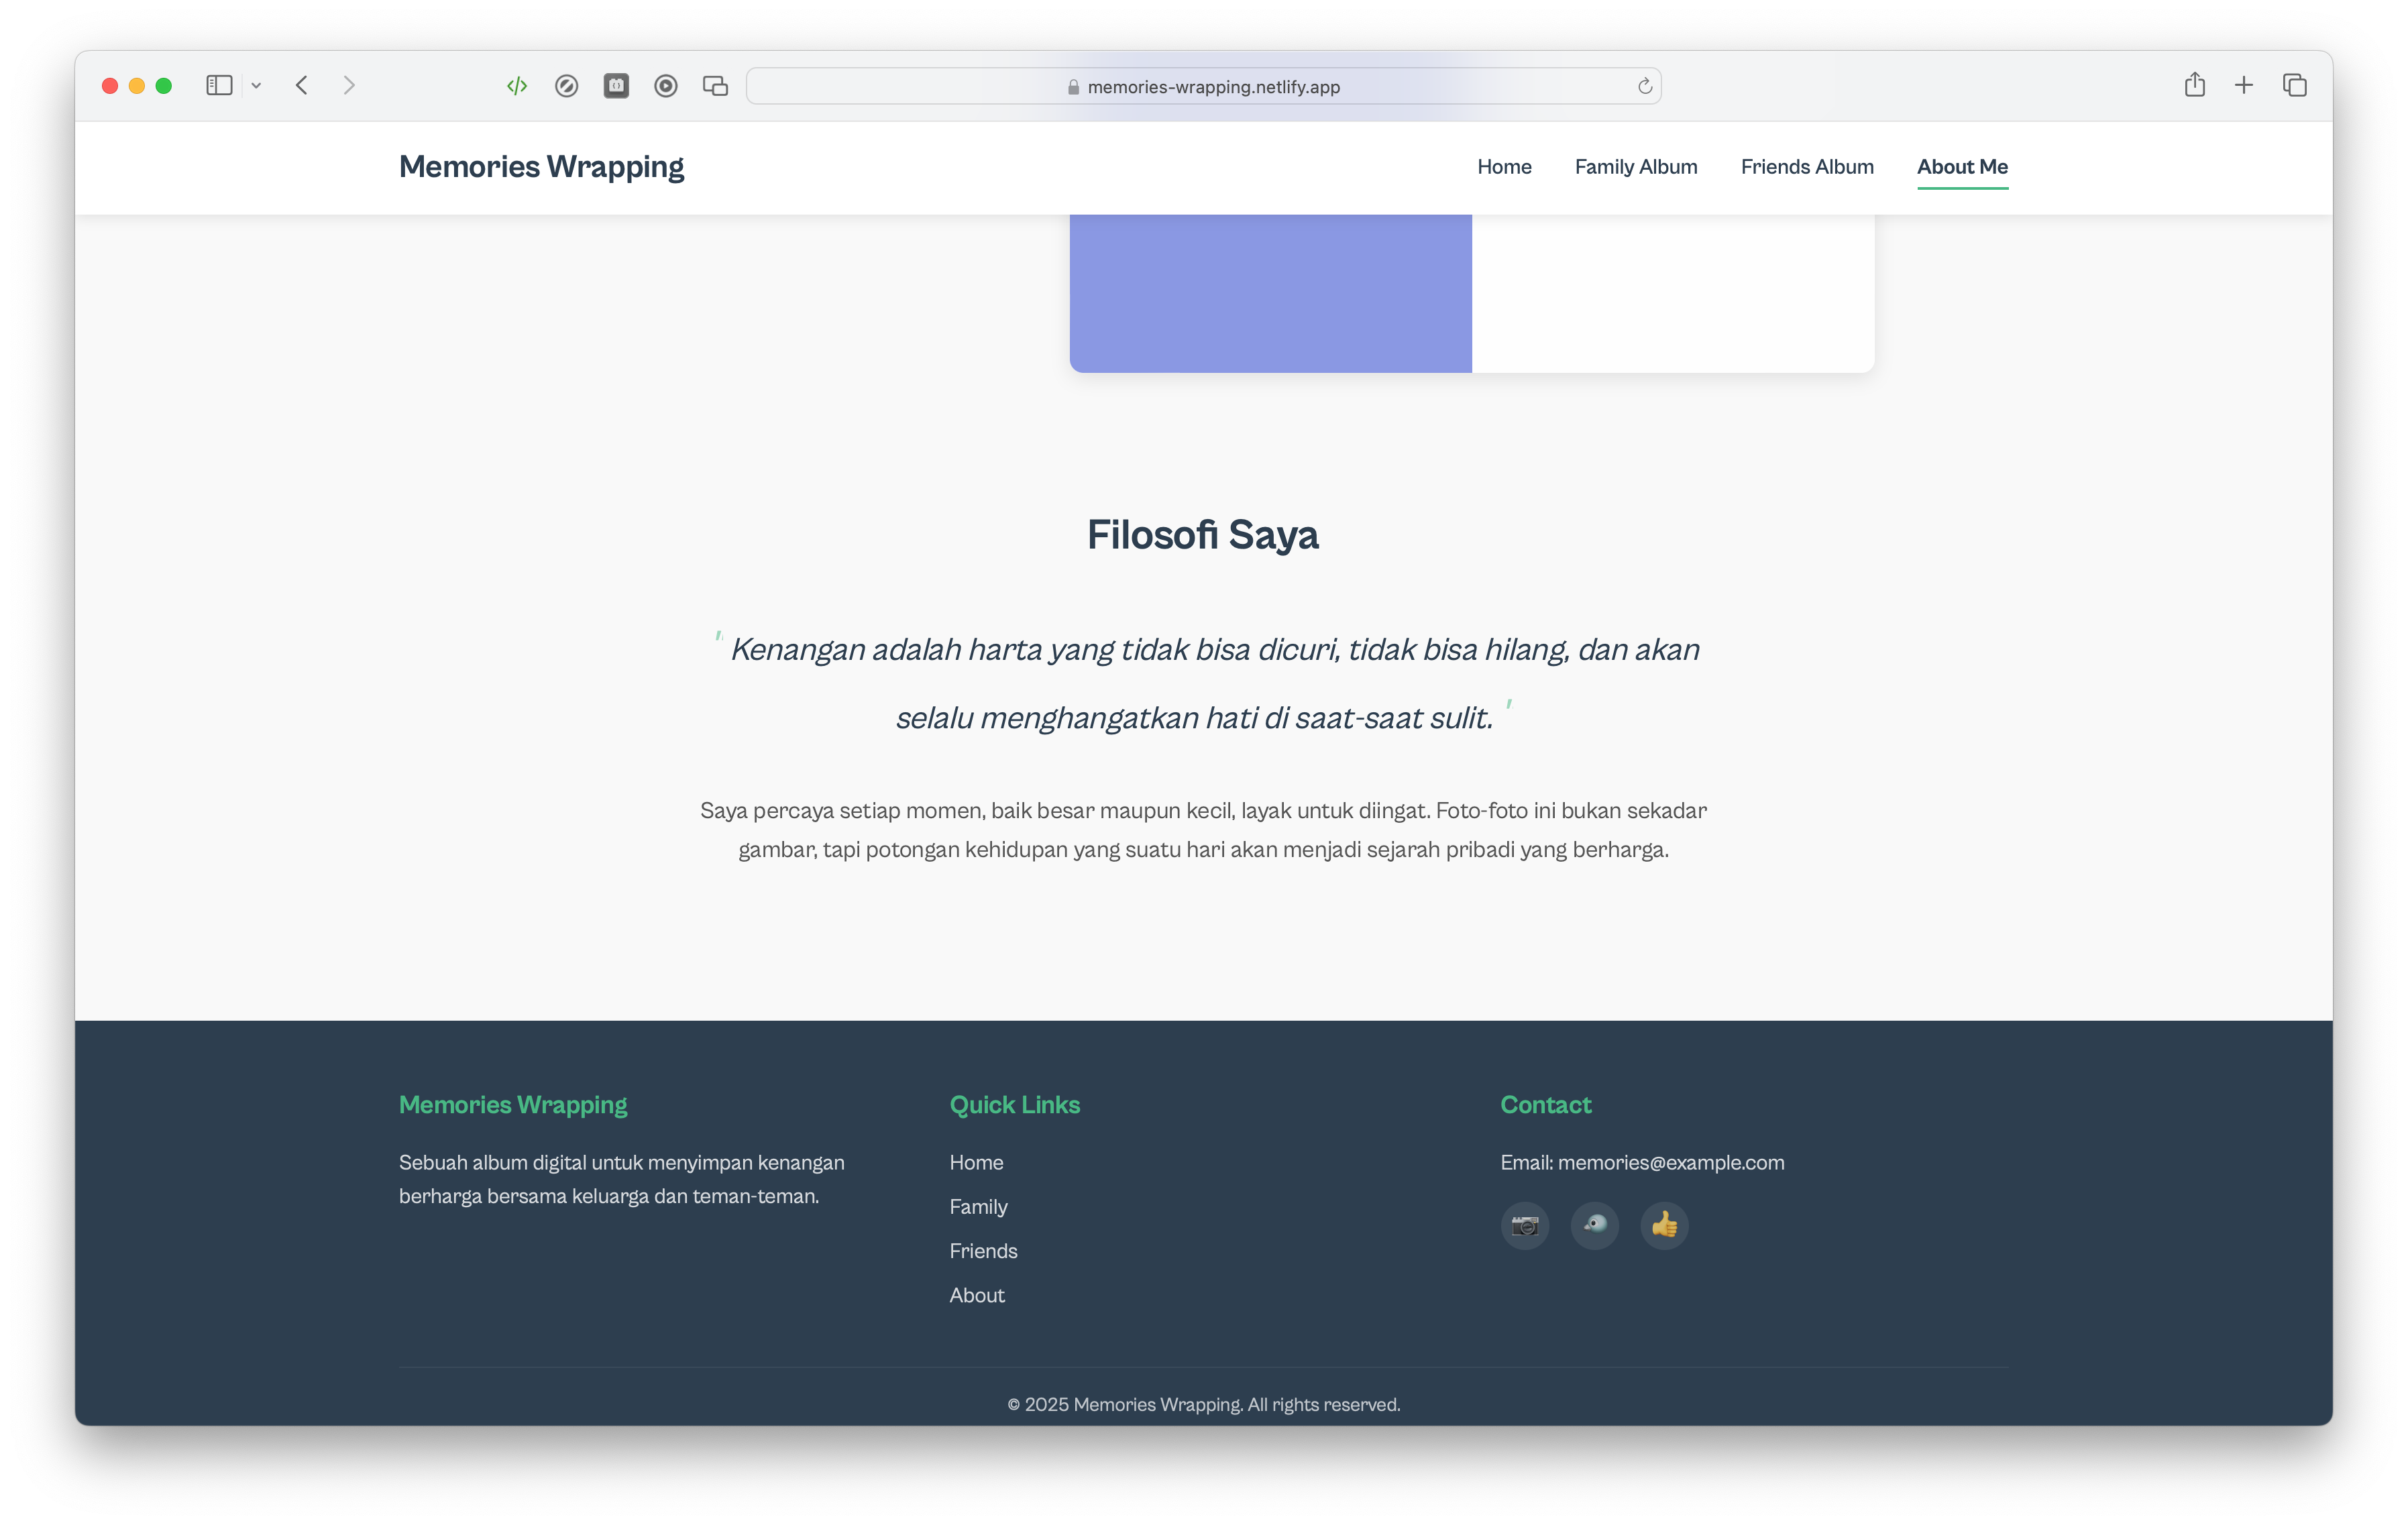 memories-wrapping.netlify.app
Memories Wrapping
Home
Family Album
Friends Album
About Me
Filosofi Saya
" Kenangan adalah harta yang tidak bisa dicuri, tidak bisa hilang, dan akan
selalu menghangatkan hati di saat-saat sulit. "
Saya percaya setiap momen, baik besar maupun kecil, layak untuk diingat. Foto-foto ini bukan sekadar
gambar, tapi potongan kehidupan yang suatu hari akan menjadi sejarah pribadi yang berharga.
Memories Wrapping
Sebuah album digital untuk menyimpan kenangan
berharga bersama keluarga dan teman-teman.
Quick Links
Home
Family
Friends
About
Contact
Email: memories@example.com
© 2025 Memories Wrapping. All rights reserved.